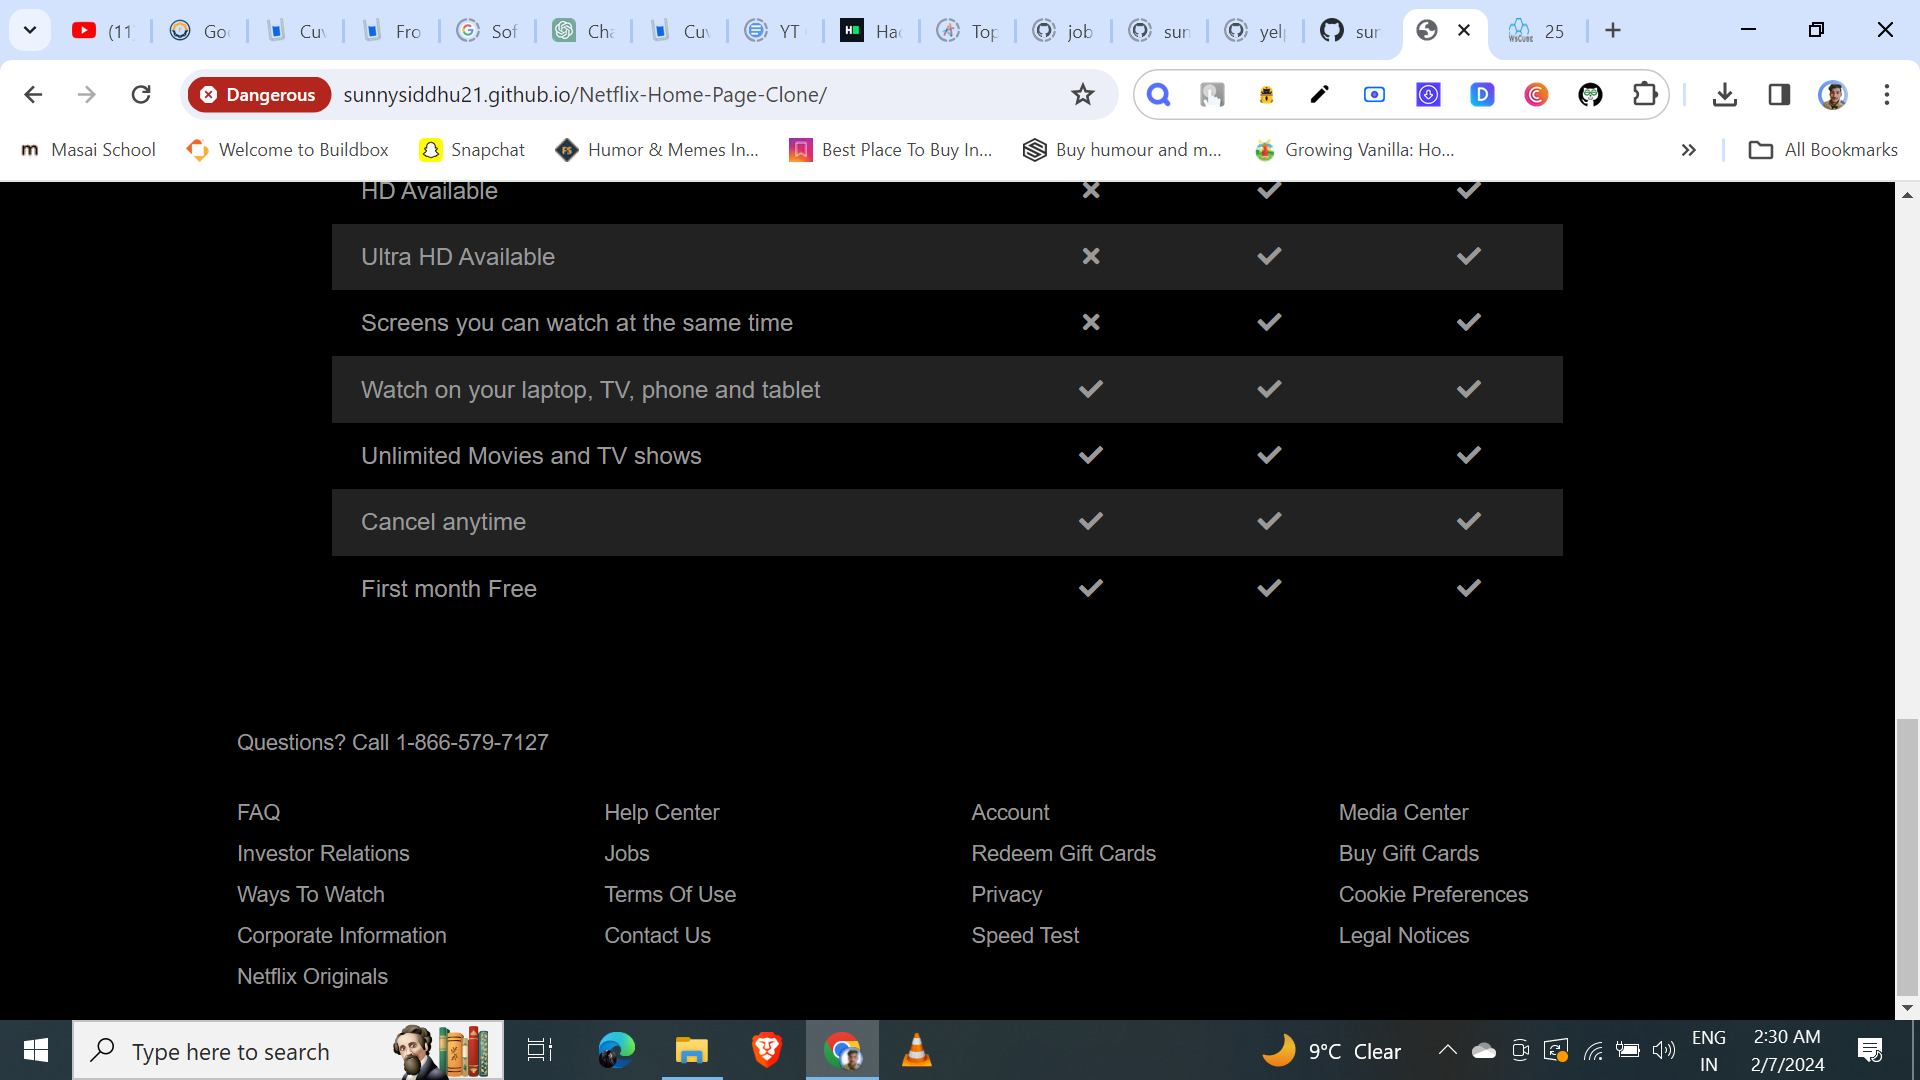 (11
Go
Cu
Fro
Sof
Cha
Cu
YT
Ha
Top
job
sun
yel
sun
25
Dangerous sunnysiddhu21.github.io/Netflix-Home-Page-Clone/
m Masai School Welcome to Buildbox Snapchat FS Humor & Memes In... Best Place To Buy In... Buy humour and m... Growing Vanilla: Ho... » All Bookmarks
HD Available
Ultra HD Available
Screens you can watch at the same time
Watch on your laptop, TV, phone and tablet
Unlimited Movies and TV shows
Cancel anytime
First month Free
Questions? Call 1-866-579-7127
FAQ Help Center Account Media Center
Investor Relations Jobs Redeem Gift Cards Buy Gift Cards
Ways To Watch Terms Of Use Privacy Cookie Preferences
Corporate Information Contact Us Speed Test Legal Notices
Netflix Originals
Type here to search
9°C Clear
ENG
IN
2:30 AM
2/7/2024